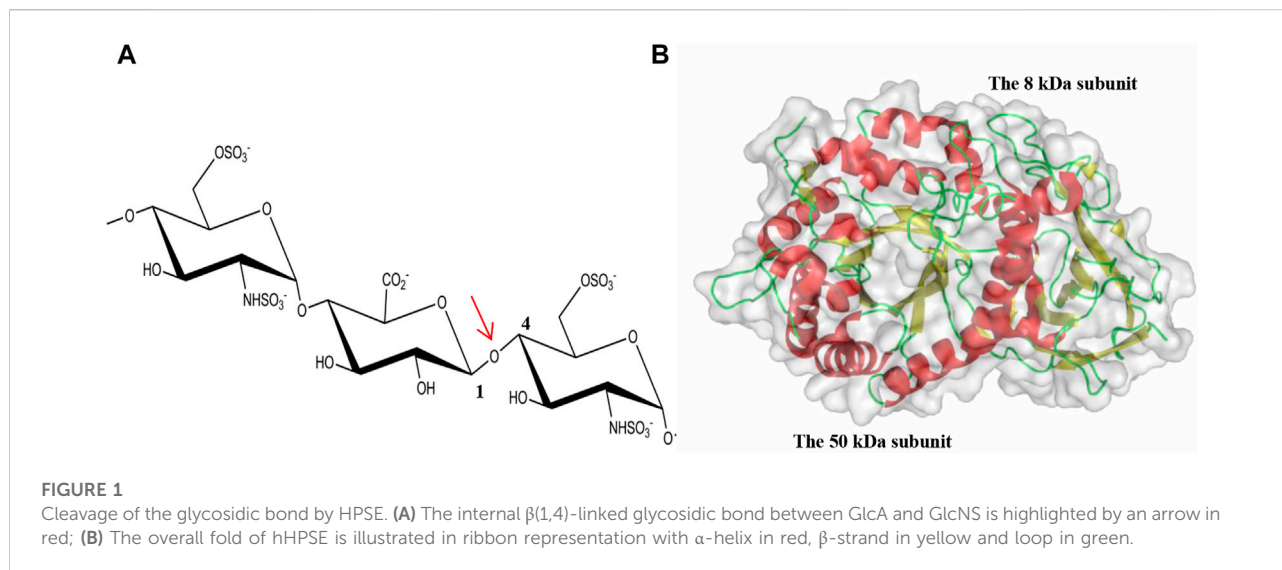 A
B
The 8 kDa subunit
OSO₃⁻
O
O
HO
NHSO₃⁻
O
CO₂⁻
O
HO
OH
1
O
4
OSO₃⁻
O
HO
NHSO₃⁻
O
The 50 kDa subunit
FIGURE 1
Cleavage of the glycosidic bond by HPSE. (A) The internal β(1,4)-linked glycosidic bond between GlcA and GlcNS is highlighted by an arrow in
red; (B) The overall fold of hHPSE is illustrated in ribbon representation with α-helix in red, β-strand in yellow and loop in green.